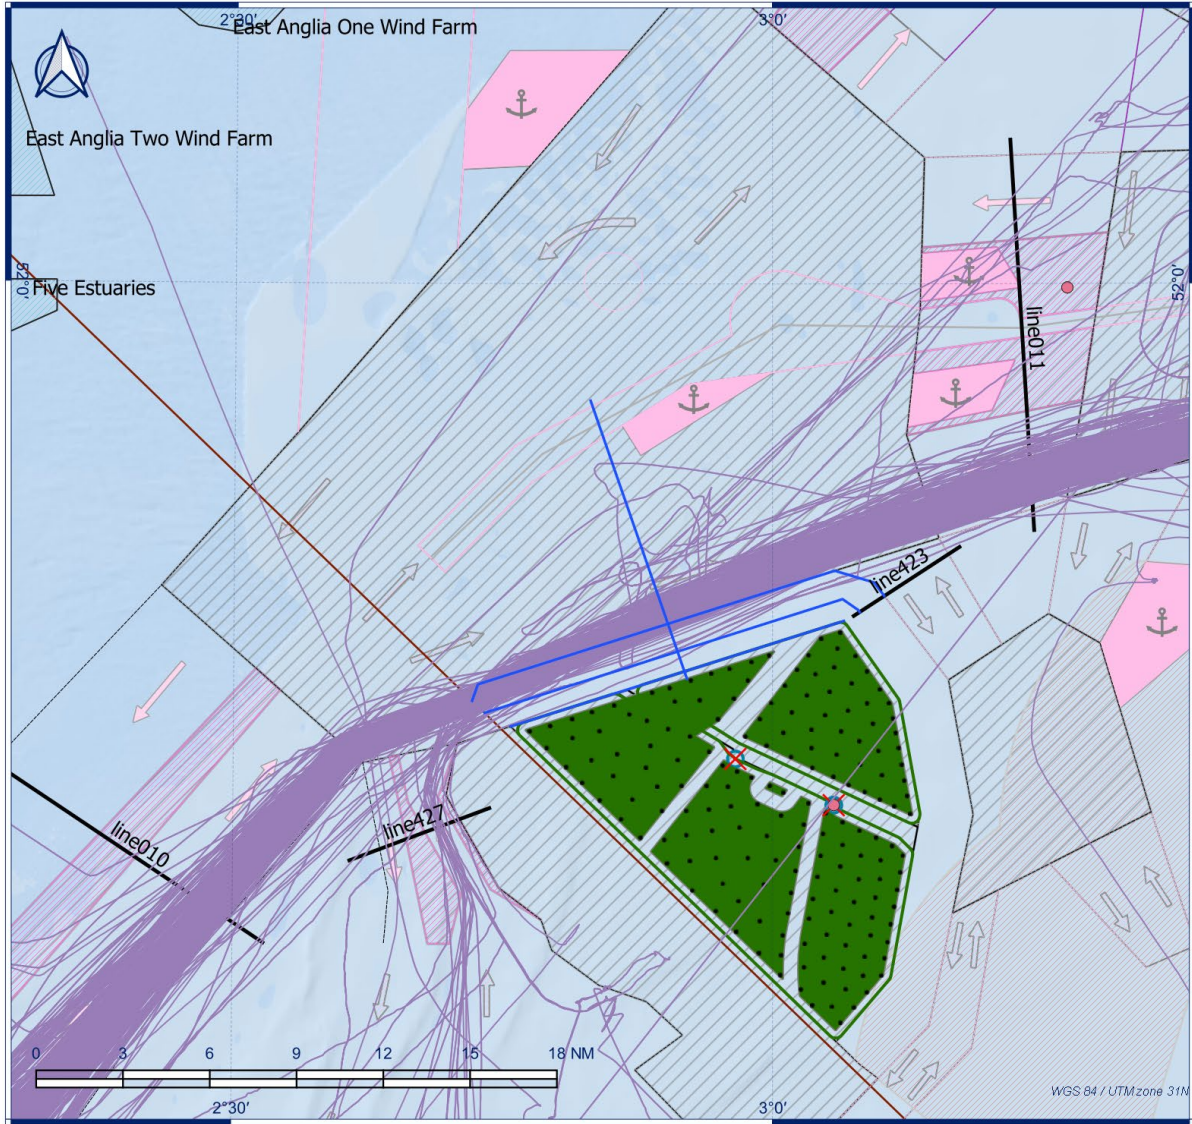 2°30'
3°0'
East Anglia One Wind Farm
East Anglia Two Wind Farm
52°0'
Five Estuaries
52°0'
line011
line423
line427
line010
0 3 6 9 12 15 18 NM
WGS 84 / UTM zone 31N
2°30'
3°0'